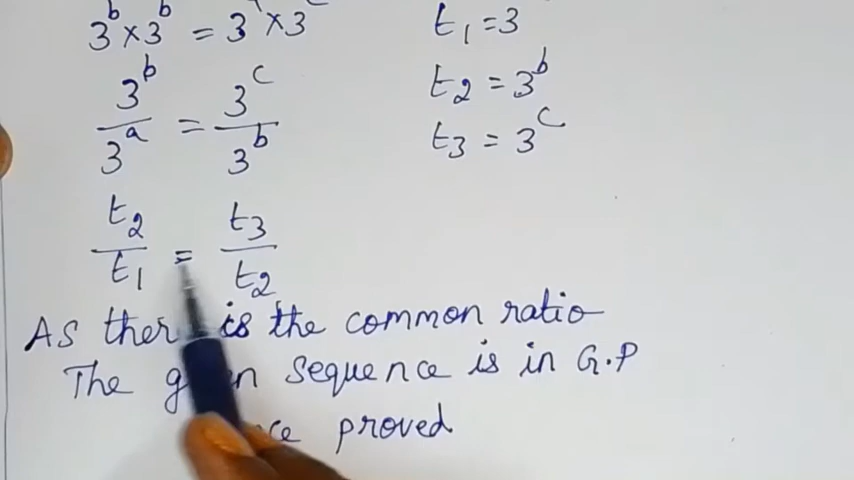 3^b × 3^b = 3 × 3^c
t₁ = 3
3^b / 3^a = 3^c / 3^b
t₂ = 3^b
t₃ = 3^c
t₂ / t₁ = t₃ / t₂
As ther is the common ratio
The sequence is in G.P
proved